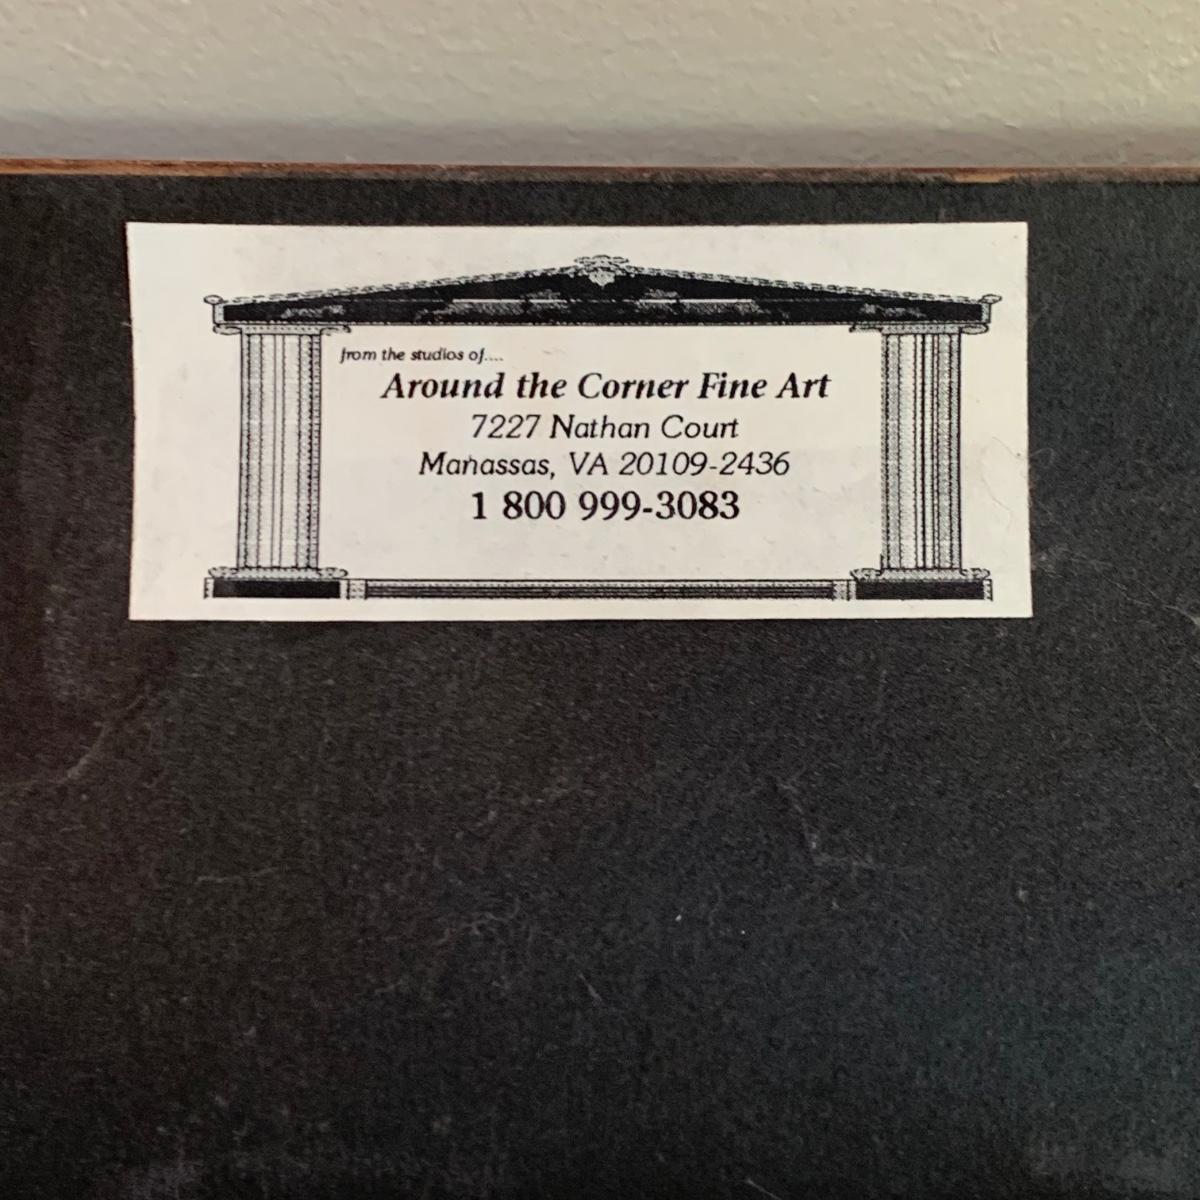 from the studios of....
Around the Corner Fine Art
7227 Nathan Court
Manassas, VA 20109-2436
1 800 999-3083